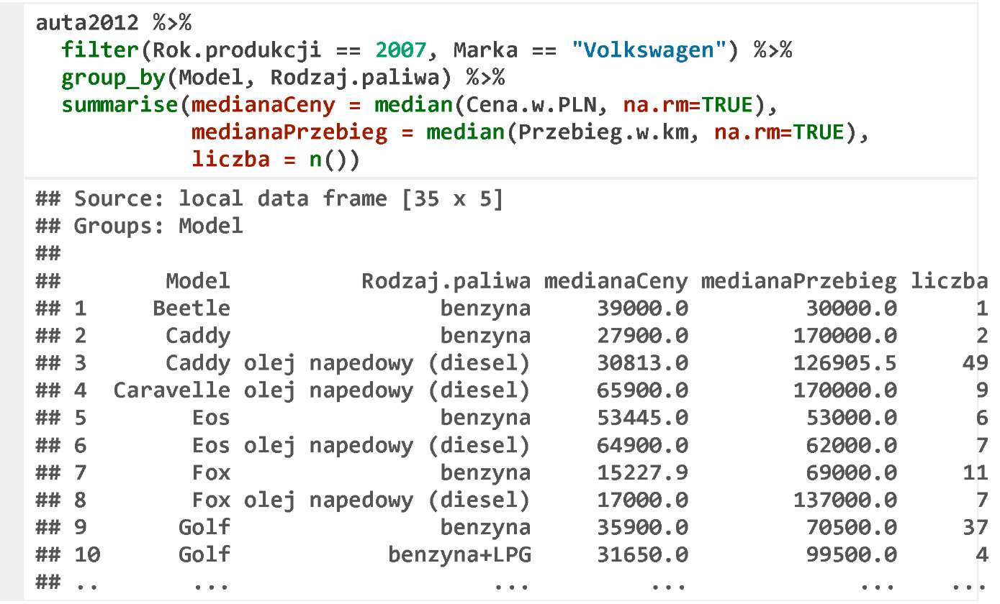 auta2012 %>%
  filter(Rok.produkcji == 2007, Marka == "Volkswagen") %>%
  group_by(Model, Rodzaj.paliwa) %>%
  summarise(medianaCeny = median(Cena.w.PLN, na.rm=TRUE),
            medianaPrzebieg = median(Przebieg.w.km, na.rm=TRUE),
            liczba = n())
## Source: local data frame [35 x 5]
## Groups: Model
##
##        Model          Rodzaj.paliwa medianaCeny medianaPrzebieg liczba
## 1     Beetle                benzyna     39000.0         30000.0      1
## 2      Caddy                benzyna     27900.0        170000.0      2
## 3      Caddy olej napedowy (diesel)     30813.0        126905.5     49
## 4  Caravelle olej napedowy (diesel)     65900.0        170000.0      9
## 5        Eos                benzyna     53445.0         53000.0      6
## 6        Eos olej napedowy (diesel)     64900.0         62000.0      7
## 7        Fox                benzyna     15227.9         69000.0     11
## 8        Fox olej napedowy (diesel)     17000.0        137000.0      7
## 9       Golf                benzyna     35900.0         70500.0     37
## 10      Golf            benzyna+LPG     31650.0         99500.0      4
## ..       ...                    ...         ...             ...    ...